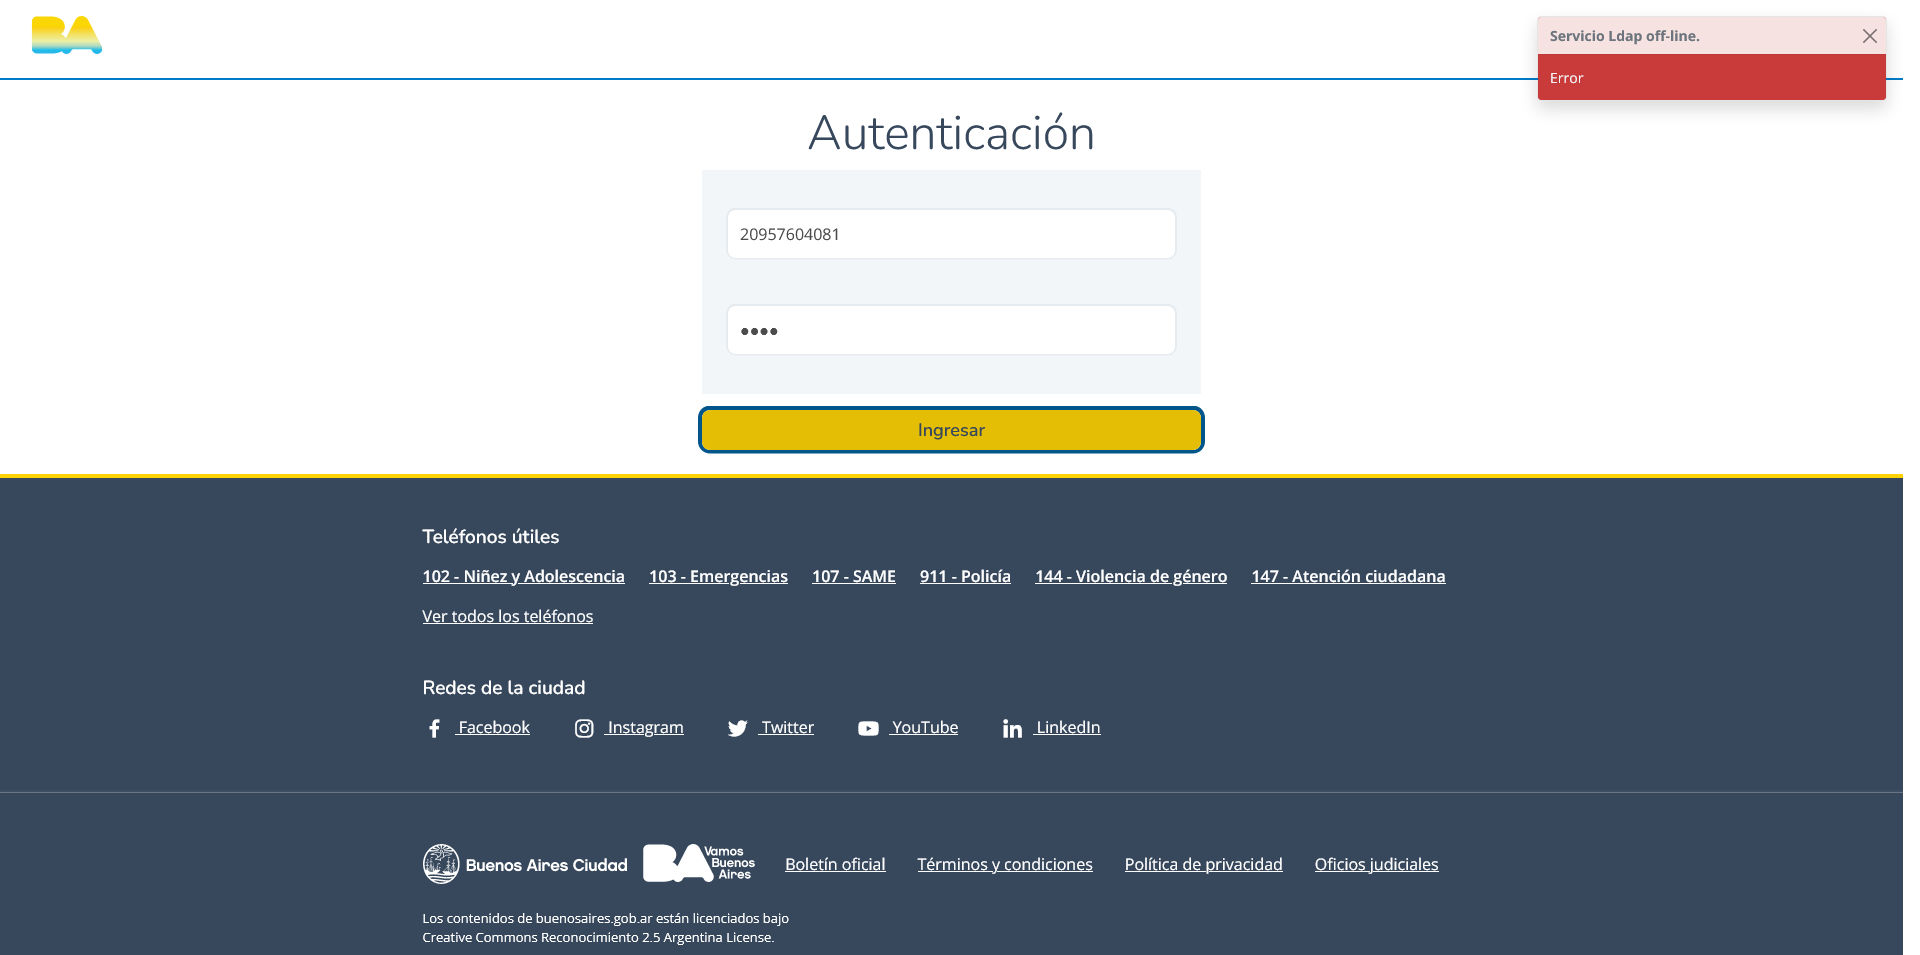 BA
Servicio Ldap off-line.
Error
Autenticación
20957604081
••••
Ingresar
Teléfonos útiles
102 - Niñez y Adolescencia 103 - Emergencias 107 - SAME 911 - Policía 144 - Violencia de género 147 - Atención ciudadana
Ver todos los teléfonos
Redes de la ciudad
Facebook Instagram Twitter YouTube LinkedIn
Buenos Aires Ciudad BA Vamos Buenos Aires Boletín oficial Términos y condiciones Política de privacidad Oficios judiciales
Los contenidos de buenosaires.gob.ar están licenciados bajo
Creative Commons Reconocimiento 2.5 Argentina License.